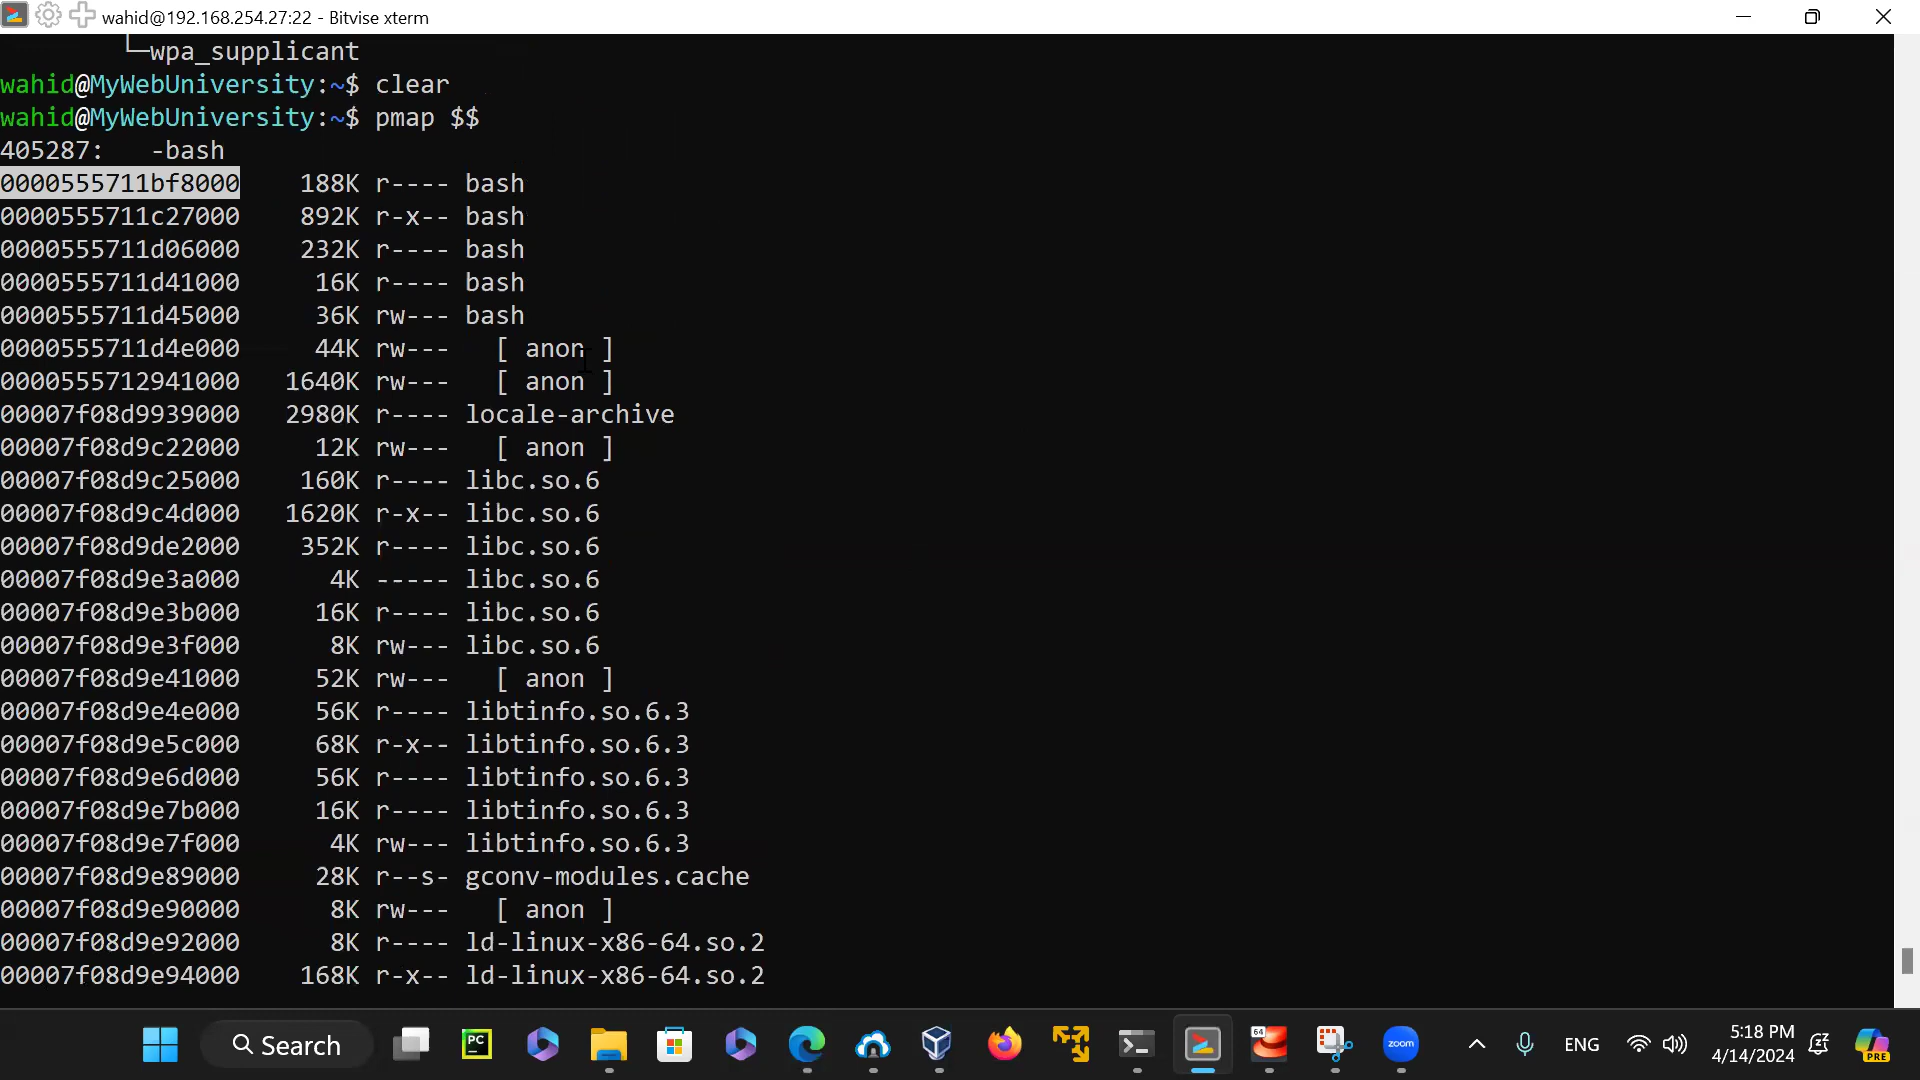 wahid@192.168.254.27:22 - Bitvise xterm
└─wpa_supplicant
wahid@MyWebUniversity:~$ clear
wahid@MyWebUniversity:~$ pmap $$
405287:   -bash
0000555711bf8000    188K r---- bash
0000555711c27000    892K r-x-- bash
0000555711d06000    232K r---- bash
0000555711d41000     16K r---- bash
0000555711d45000     36K rw--- bash
0000555711d4e000     44K rw---   [ anon ]
0000555712941000   1640K rw---   [ anon ]
00007f08d9939000   2980K r---- locale-archive
00007f08d9c22000     12K rw---   [ anon ]
00007f08d9c25000    160K r---- libc.so.6
00007f08d9c4d000   1620K r-x-- libc.so.6
00007f08d9de2000    352K r---- libc.so.6
00007f08d9e3a000      4K ----- libc.so.6
00007f08d9e3b000     16K r---- libc.so.6
00007f08d9e3f000      8K rw--- libc.so.6
00007f08d9e41000     52K rw---   [ anon ]
00007f08d9e4e000     56K r---- libtinfo.so.6.3
00007f08d9e5c000     68K r-x-- libtinfo.so.6.3
00007f08d9e6d000     56K r---- libtinfo.so.6.3
00007f08d9e7b000     16K r---- libtinfo.so.6.3
00007f08d9e7f000      4K rw--- libtinfo.so.6.3
00007f08d9e89000     28K r--s- gconv-modules.cache
00007f08d9e90000      8K rw---   [ anon ]
00007f08d9e92000      8K r---- ld-linux-x86-64.so.2
00007f08d9e94000    168K r-x-- ld-linux-x86-64.so.2
Search
PC
64
zoom
ENG
5:18 PM
4/14/2024
PRE